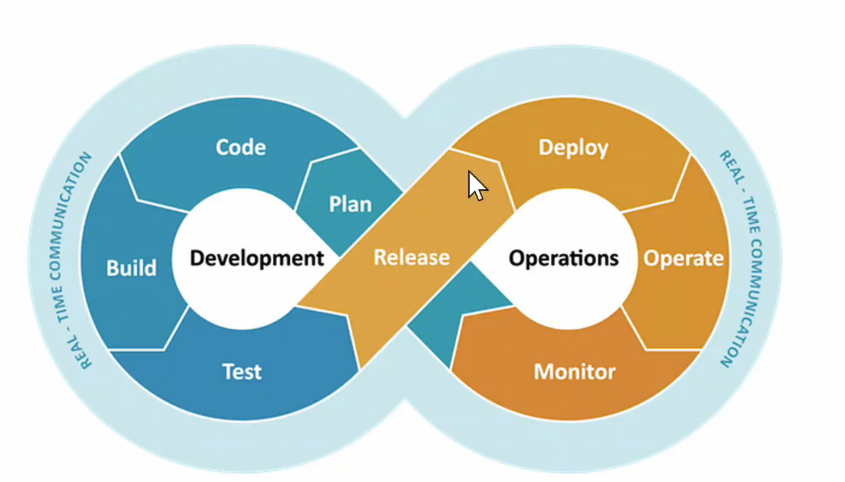 Code
Deploy
Plan
REAL - TIME COMMUNICATION
Build
Development
Release
Operations
Operate
REAL - TIME COMMUNICATION
Test
Monitor